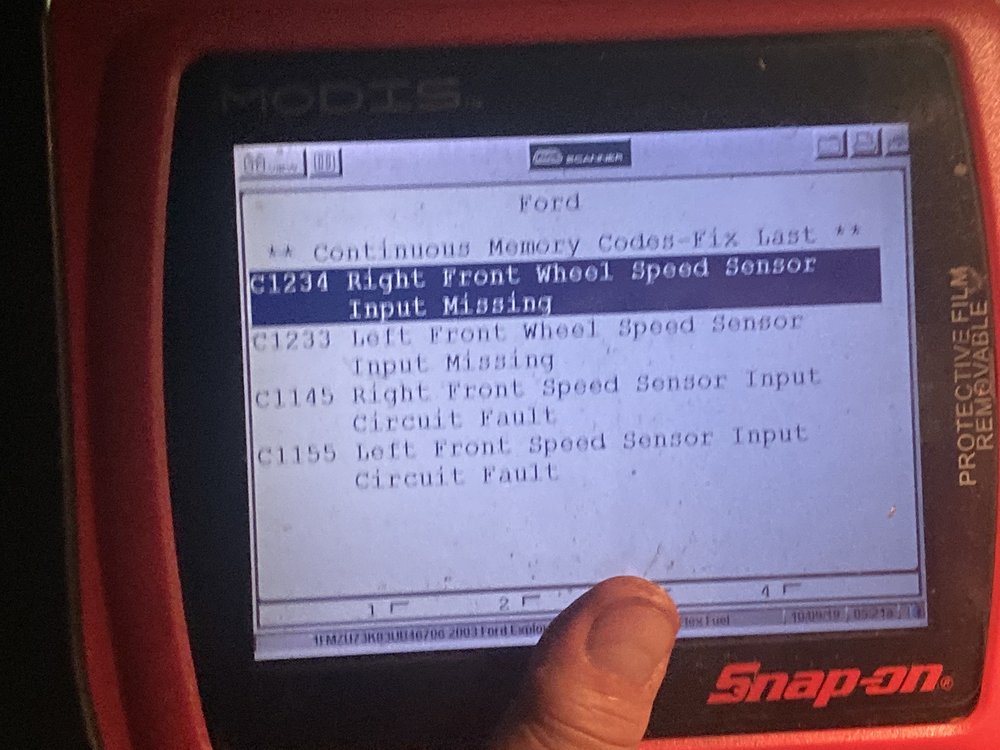 MODIS
SCANNER
Ford
** Continuous Memory Codes-Fix Last **
C1234 Right Front Wheel Speed Sensor
Input Missing
C1233 Left Front Wheel Speed Sensor
Input Missing
C1145 Right Front Speed Sensor Input
Circuit Fault
C1155 Left Front Speed Sensor Input
Circuit Fault
1 2 4
2003 Ford Fuel
Snap-on®
PROTECTIVE FILM
REMOVABLE